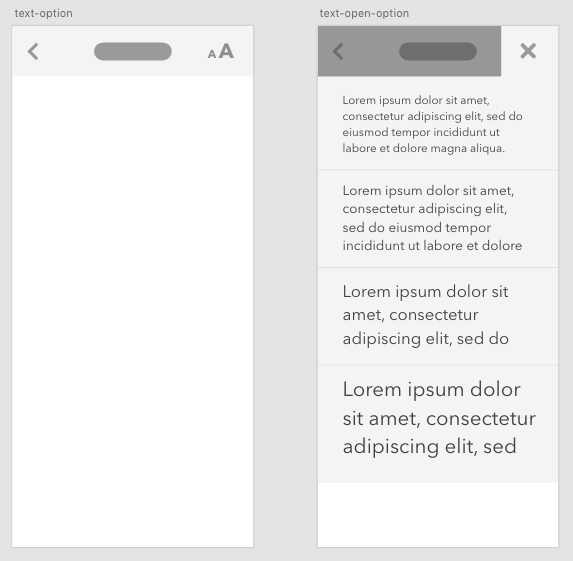 text-option
text-open-option
AA
Lorem ipsum dolor sit amet,
consectetur adipiscing elit, sed do
eiusmod tempor incididunt ut
labore et dolore magna aliqua.
Lorem ipsum dolor sit amet,
consectetur adipiscing elit,
sed do eiusmod tempor
incididunt ut labore et dolore
Lorem ipsum dolor sit
amet, consectetur
adipiscing elit, sed do
Lorem ipsum dolor
sit amet, consectetur
adipiscing elit, sed